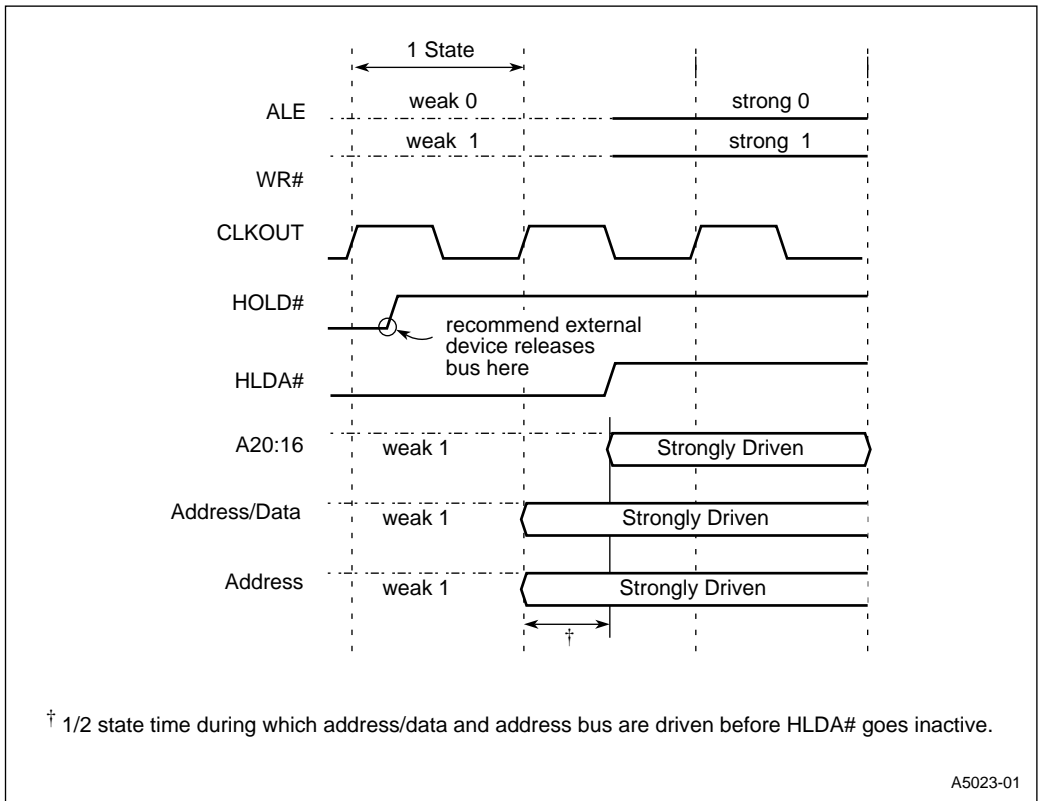 1 State
ALE
weak 0
strong 0
weak 1
strong 1
WR#
CLKOUT
HOLD#
recommend external
device releases
bus here
HLDA#
A20:16
weak 1
Strongly Driven
Address/Data
weak 1
Strongly Driven
Address
weak 1
Strongly Driven
†
† 1/2 state time during which address/data and address bus are driven before HLDA# goes inactive.
A5023-01